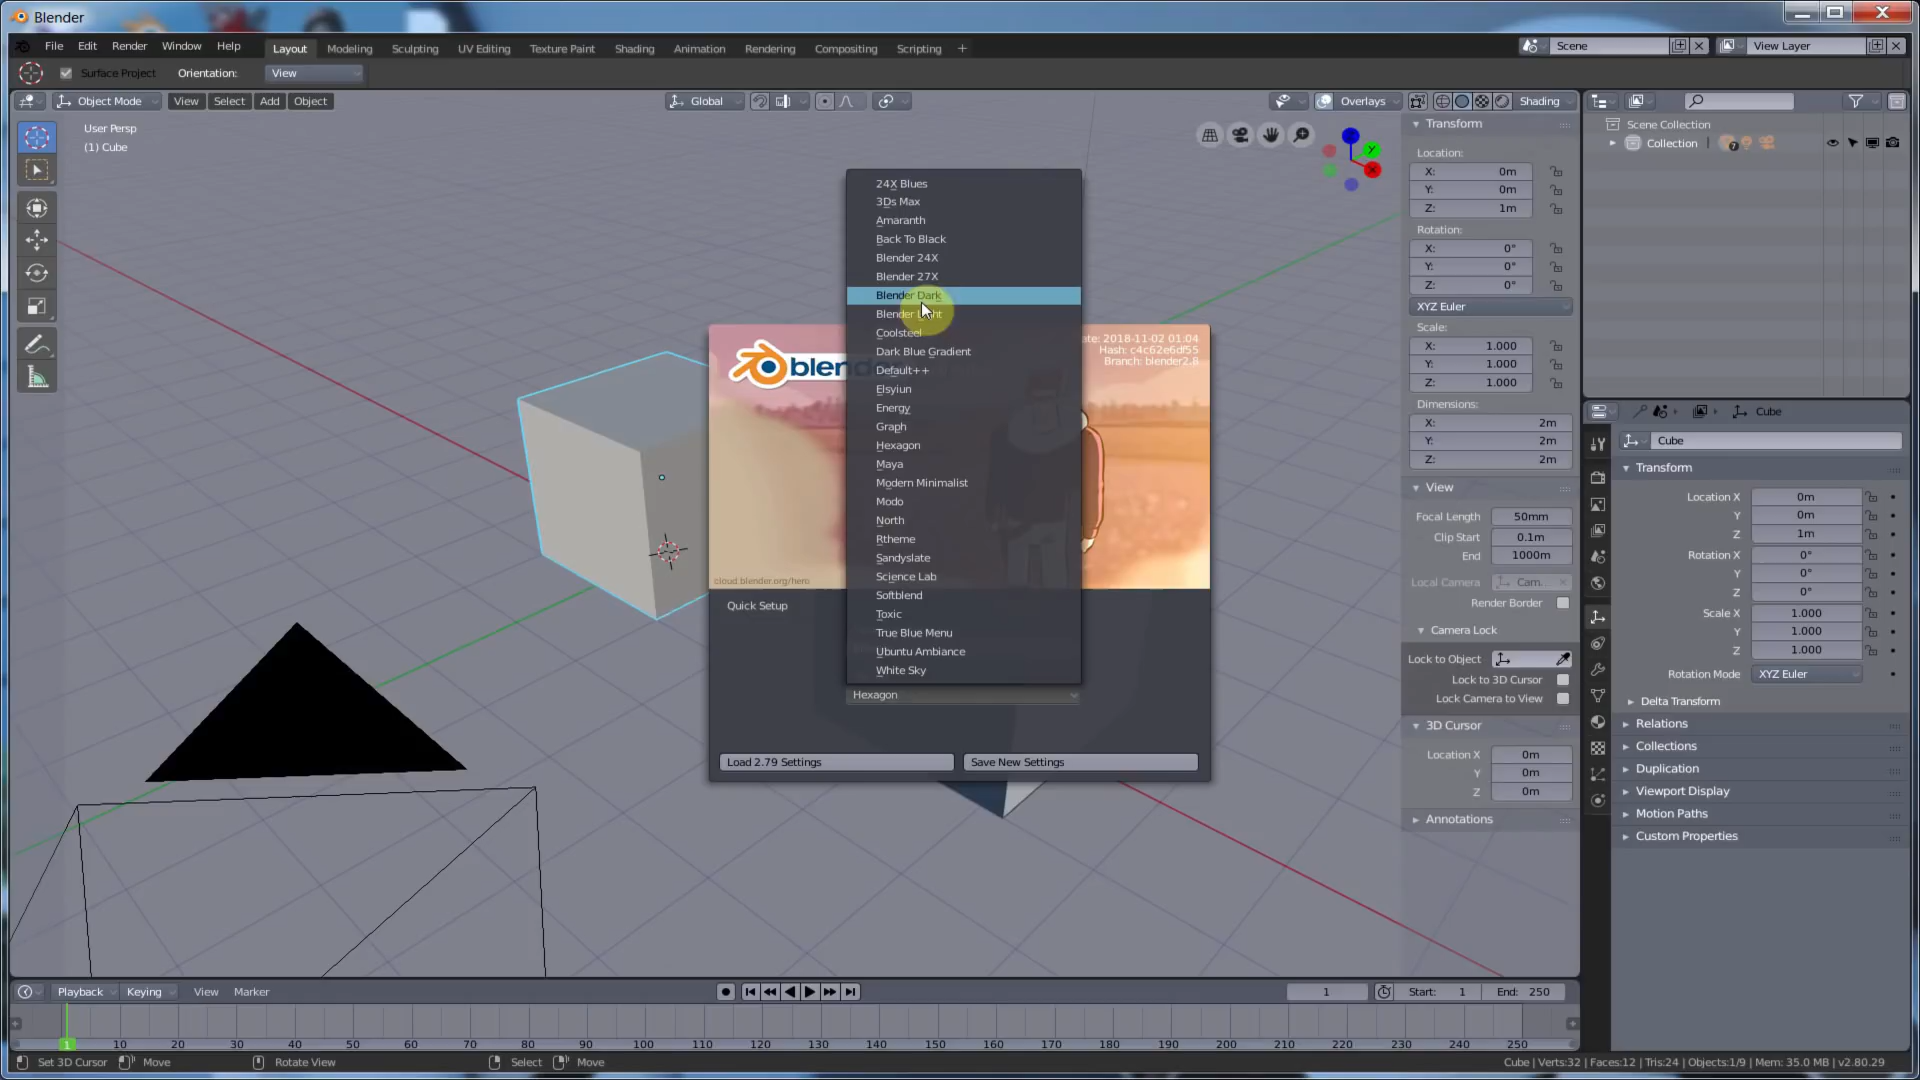 Blender
File Edit Render Window Help Layout Modeling Sculpting UV Editing Texture Paint Shading Animation Rendering Compositing Scripting + Scene View Layer
Surface Project Orientation: View
Object Mode View Select Add Object Global Overlays Shading
User Persp
(1) Cube
Z
Y
X
24X Blues
3Ds Max
Amaranth
Back To Black
Blender 24X
Blender 27X
Blender Dark
Coolsteel
Dark Blue Gradient
Default++
Elsyiun
Energy
Graph
Hexagon
Maya
Modern Minimalist
Modo
North
Rtheme
Sandyslate
Science Lab
Softblend
Toxic
True Blue Menu
Ubuntu Ambiance
White Sky
Hexagon
2018-11-02 01:04
Hash: c4c62e6df55
Branch: blender2.8
cloud.blender.org/hero
Quick Setup
Load 2.79 Settings Save New Settings
Transform
Location:
X: 0m
Y: 0m
Z: 1m
Rotation:
X: 0°
Y: 0°
Z: 0°
XYZ Euler
Scale:
X: 1.000
Y: 1.000
Z: 1.000
Dimensions:
X: 2m
Y: 2m
Z: 2m
View
Focal Length 50mm
Clip Start 0.1m
End 1000m
Local Camera Cam..
Render Border
Camera Lock
Lock to Object
Lock to 3D Cursor
Lock Camera to View
3D Cursor
Location X 0m
Y 0m
Z 0m
Annotations
Scene Collection
Collection 7
Cube
Cube
Transform
Location X 0m
Y 0m
Z 1m
Rotation X 0°
Y 0°
Z 0°
Scale X 1.000
Y 1.000
Z 1.000
Rotation Mode XYZ Euler
Delta Transform
Relations
Collections
Duplication
Viewport Display
Motion Paths
Custom Properties
Playback Keying View Marker 1 Start: 1 End: 250
1 10 20 30 40 50 60 70 80 90 100 110 120 130 140 150 160 170 180 190 200 210 220 230 240 250
Set 3D Cursor Move Rotate View Select Move Cube | Verts:32 | Faces:12 | Tris:24 | Objects:1/9 | Mem: 35.0 MB | v2.80.29